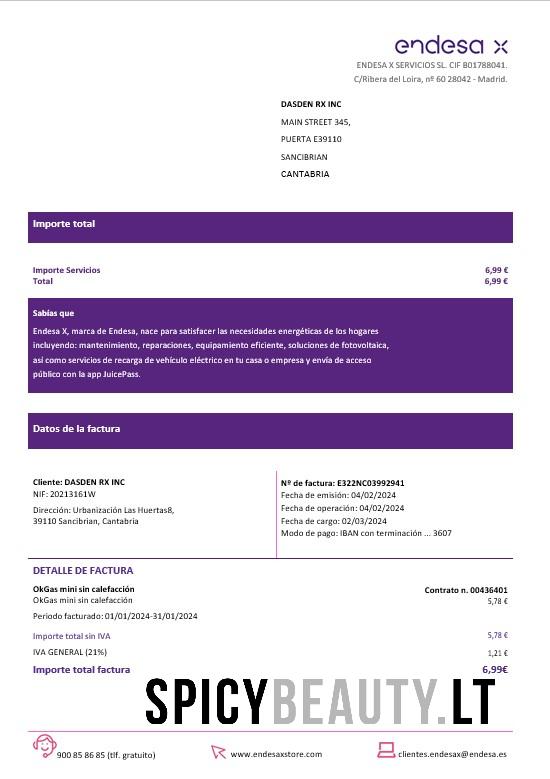 endesa x
ENDESA X SERVICIOS SL. CIF B01788041.
C/Ribera del Loira, nº 60 28042 - Madrid.
DASDEN RX INC
MAIN STREET 345,
PUERTA E39110
SANCIBRIAN
CANTABRIA
Importe total
Importe Servicios 6,99 €
Total 6,99 €
Sabías que
Endesa X, marca de Endesa, nace para satisfacer las necesidades energéticas de los hogares
incluyendo: mantenimiento, reparaciones, equipamiento eficiente, soluciones de fotovoltaica,
así como servicios de recarga de vehículo eléctrico en tu casa o empresa y envía de acceso
público con la app JuicePass.
Datos de la factura
Cliente: DASDEN RX INC
NIF: 20213161W
Dirección: Urbanización Las Huertas8,
39110 Sancibrian, Cantabria
Nº de factura: E322NC03992941
Fecha de emisión: 04/02/2024
Fecha de operación: 04/02/2024
Fecha de cargo: 02/03/2024
Modo de pago: IBAN con terminación ... 3607
DETALLE DE FACTURA
OkGas mini sin calefacción Contrato n. 00436401
OkGas mini sin calefacción 5,78 €
Periodo facturado: 01/01/2024-31/01/2024
Importe total sin IVA 5,78 €
IVA GENERAL (21%) 1,21 €
Importe total factura 6,99€
SPICYBEAUTY.LT
900 85 86 85 (tlf. gratuito) www.endesaxstore.com clientes.endesax@endesa.es